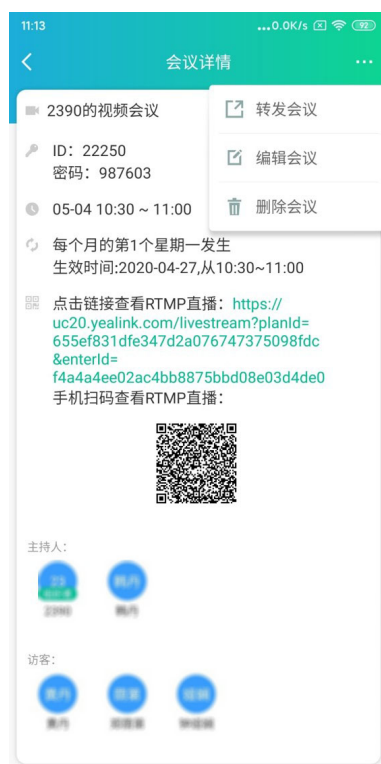 11:13
...0.0K/s
92
会议详情
2390的视频会议
转发会议
ID：22250
密码：987603
编辑会议
05-04 10:30 ~ 11:00
删除会议
每个月的第1个星期一发生
生效时间:2020-04-27,从10:30~11:00
点击链接查看RTMP直播：https://
uc20.yealink.com/livestream?planId=
655ef831dfe347d2a076747375098fdc
&enterId=
f4a4a4ee02ac4bb8875bbd08e03d4de0
手机扫码查看RTMP直播：
主持人：
2390
访客：